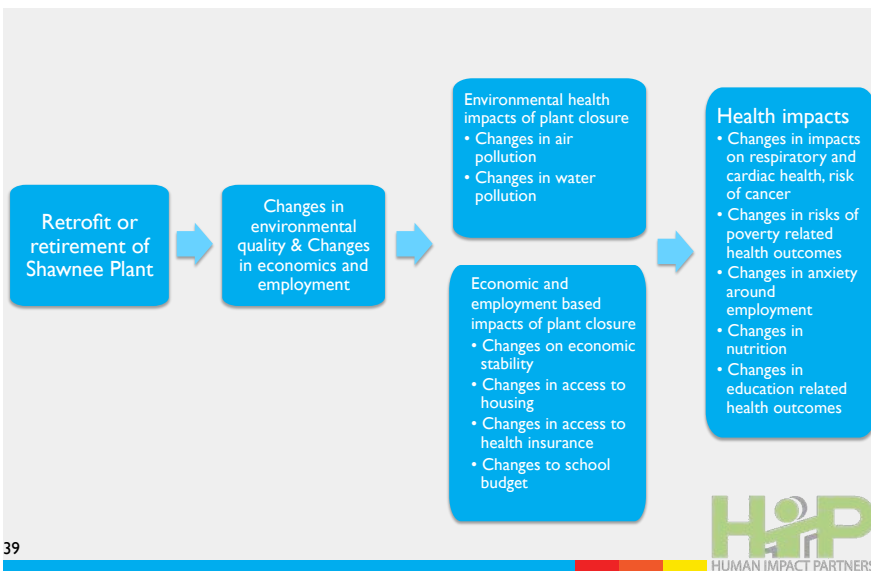 Retrofit or
retirement of
Shawnee Plant
Changes in
environmental
quality & Changes
in economics and
employment
Environmental health
impacts of plant closure
• Changes in air
pollution
• Changes in water
pollution
Economic and
employment based
impacts of plant closure
• Changes on economic
stability
• Changes in access to
housing
• Changes in access to
health insurance
• Changes to school
budget
Health impacts
• Changes in impacts
on respiratory and
cardiac health, risk
of cancer
• Changes in risks of
poverty related
health outcomes
• Changes in anxiety
around
employment
• Changes in
nutrition
• Changes in
education related
health outcomes
39
HIP
HUMAN IMPACT PARTNERS